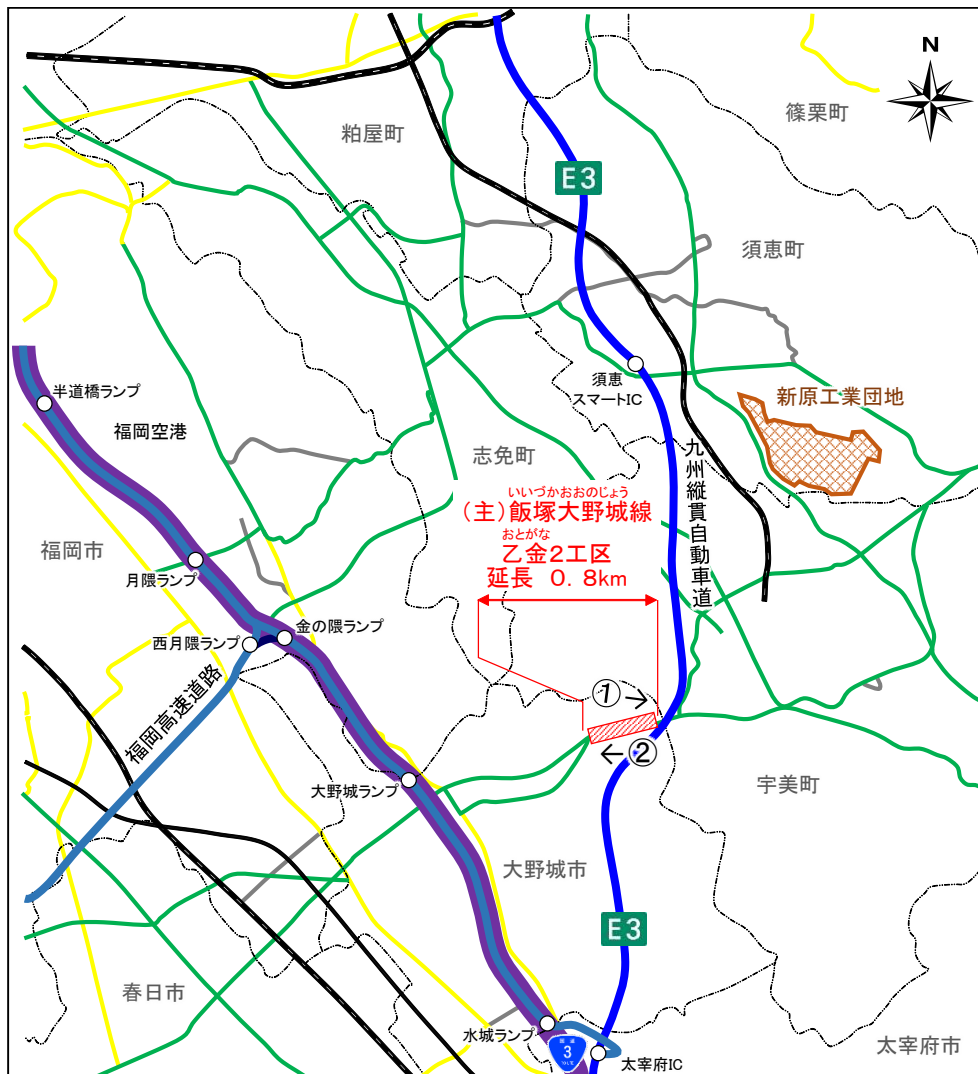 N
篠栗町
粕屋町
E3
須恵町
須恵
スマートIC
半道橋ランプ
新原工業団地
福岡空港
志免町
九州縦貫自動車道
いいづかおおのじょう
(主)飯塚大野城線
おとがな
乙金2工区
延長 0.8km
福岡市
月隈ランプ
金の隈ランプ
西月隈ランプ
福岡高速道路
① →
← ②
大野城ランプ
宇美町
大野城市
E3
春日市
水城ランプ
国道
3
太宰府IC
太宰府市